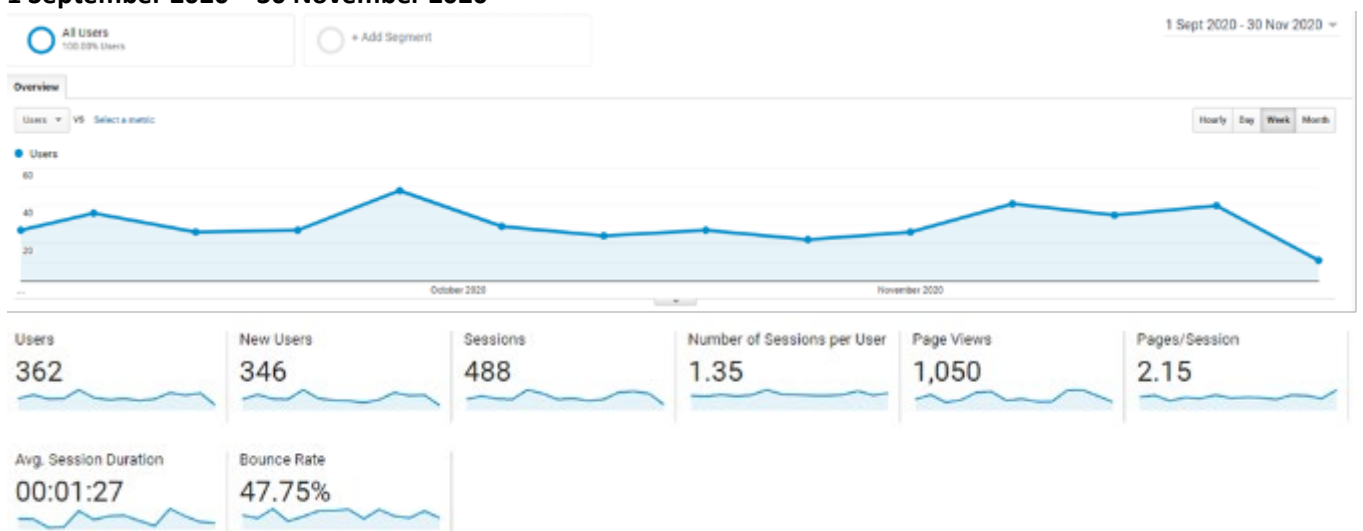 1 September 2020 – 30 November 2020
All Users
100.00% Users
+ Add Segment
1 Sept 2020 - 30 Nov 2020
Overview
Users VS Select a metric
Hourly Day Week Month
Users
60
40
20
...
October 2020
November 2020
Users
362
New Users
346
Sessions
488
Number of Sessions per User
1.35
Page Views
1,050
Pages/Session
2.15
Avg. Session Duration
00:01:27
Bounce Rate
47.75%